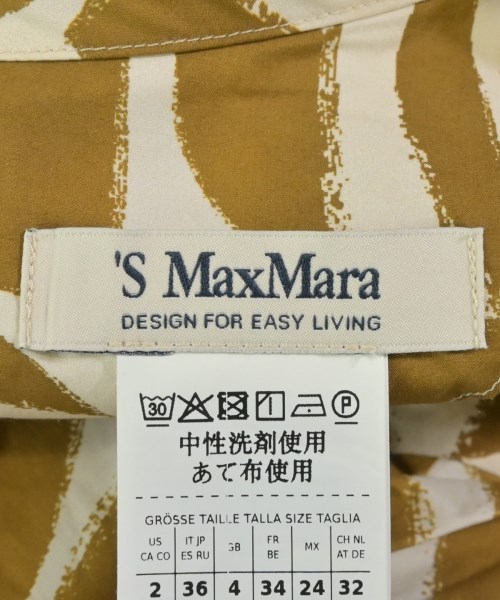 'S MaxMara
DESIGN FOR EASY LIVING
30 P
中性洗剤使用
あて布使用
GRÖSSE TAILLE TALLA SIZE TAGLIA
US CA CO IT JP ES RU GB FR BE MX CH NL AT DE
2 36 4 34 24 32